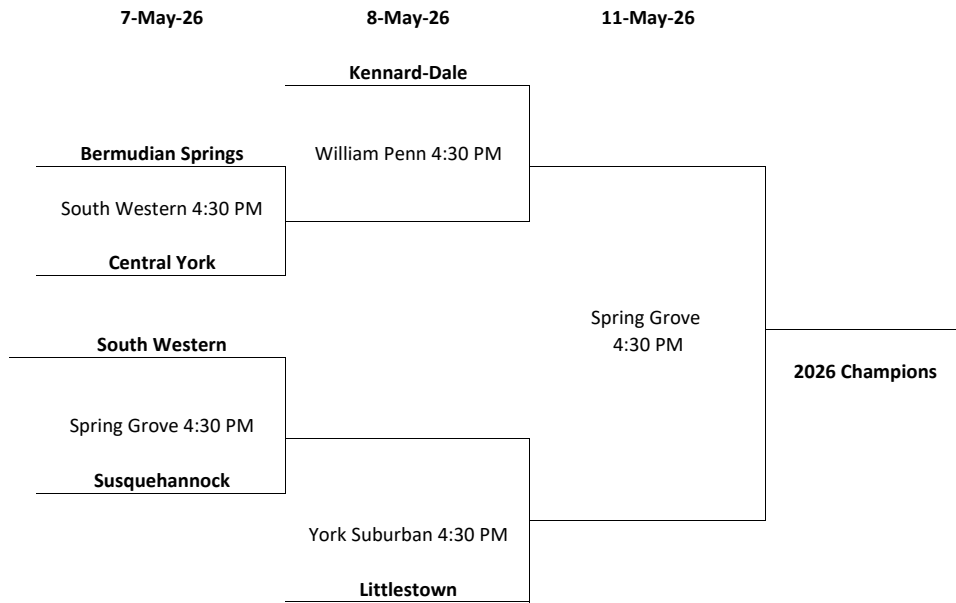 7-May-26 8-May-26 11-May-26
Kennard-Dale
Bermudian Springs
William Penn 4:30 PM
South Western 4:30 PM
Central York
Spring Grove
4:30 PM
South Western
2026 Champions
Spring Grove 4:30 PM
Susquehannock
York Suburban 4:30 PM
Littlestown